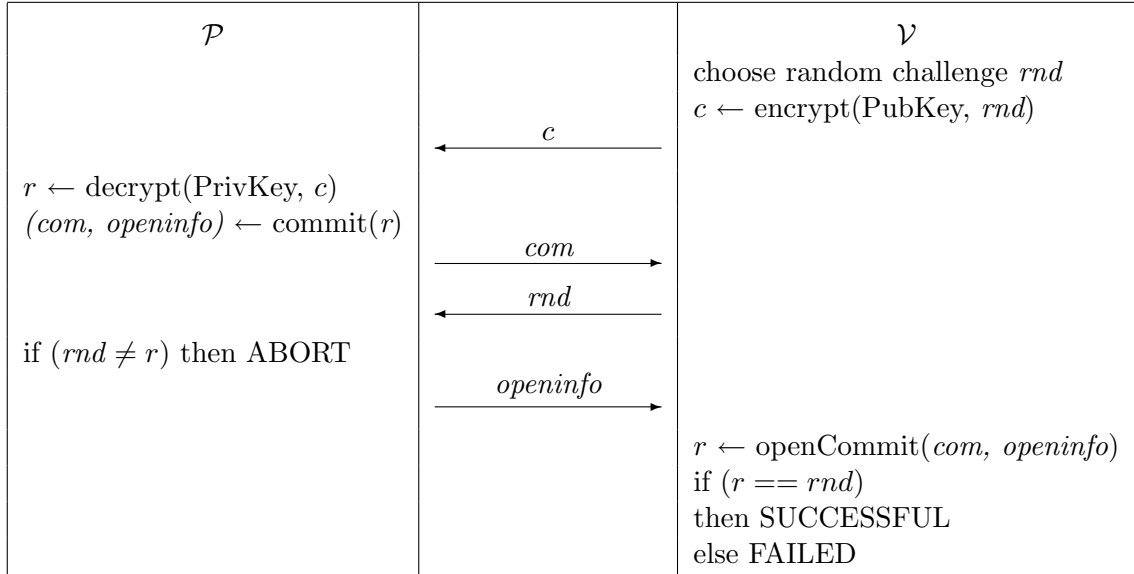 𝒫
𝒱
choose random challenge rnd
c ← encrypt(PubKey, rnd)
c
r ← decrypt(PrivKey, c)
(com, openinfo) ← commit(r)
com
rnd
if (rnd ≠ r) then ABORT
openinfo
r ← openCommit(com, openinfo)
if (r == rnd)
then SUCCESSFUL
else FAILED